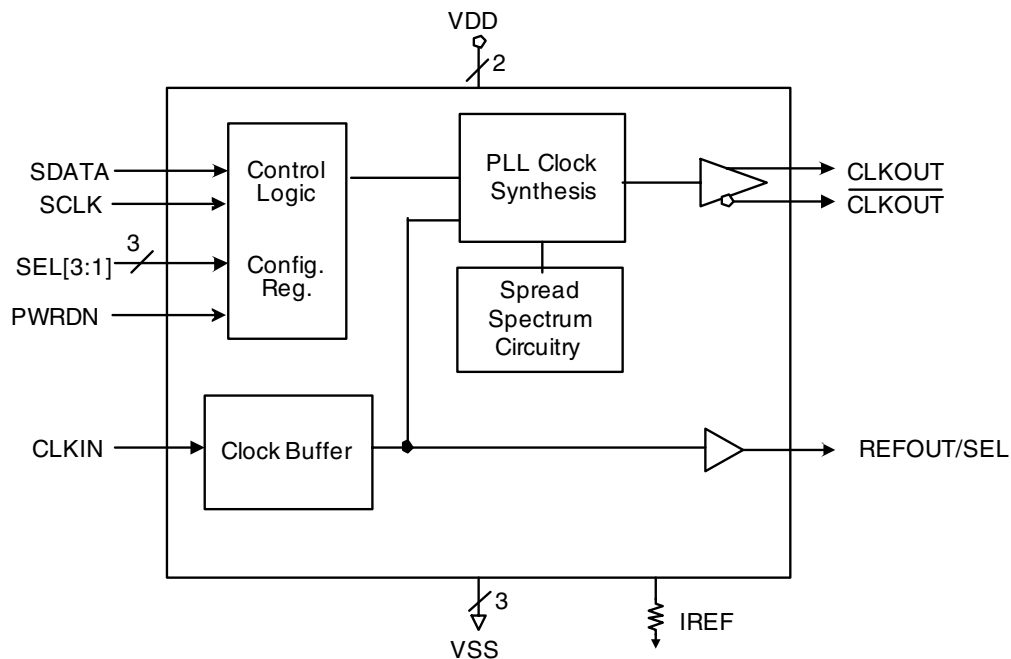 VDD
2
SDATA
SCLK
3
SEL[3:1]
PWRDN
Control
Logic
Config.
Reg.
PLL Clock
Synthesis
Spread
Spectrum
Circuitry
CLKOUT
CLKOUT
CLKIN
Clock Buffer
REFOUT/SEL
3
VSS
IREF